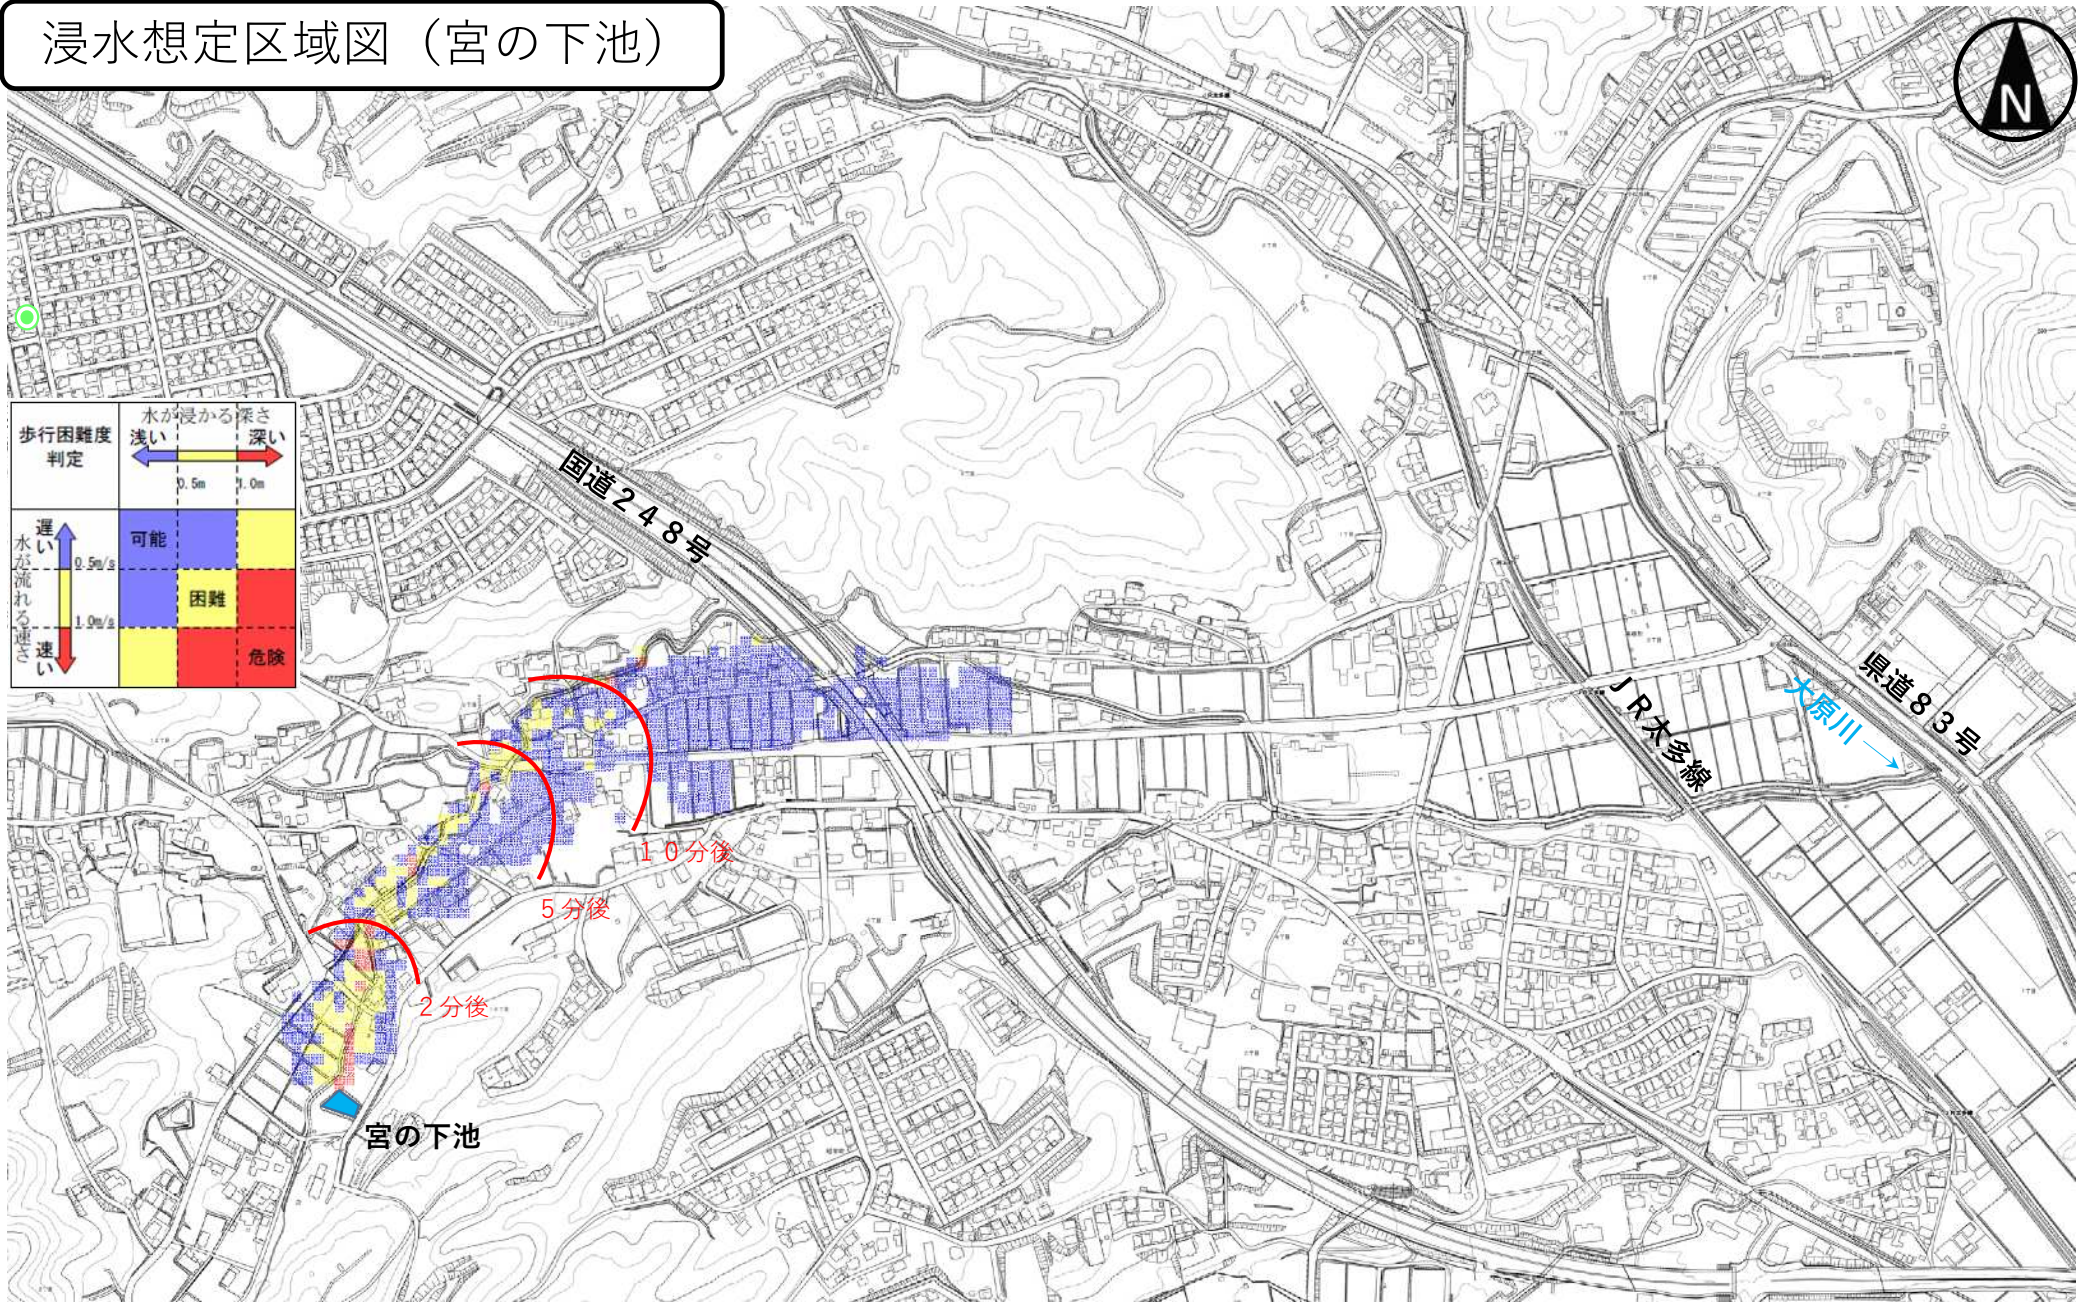 浸水想定区域図（宮の下池）
N
歩行困難度
判定
水が浸かる深さ
浅い
深い
0.5m
1.0m
水が流れる速さ
遅い
0.5m/s
1.0m/s
速い
可能
困難
危険
国道２４８号
ＪＲ太多線
県道８３号
大原川
１０分後
５分後
２分後
宮の下池